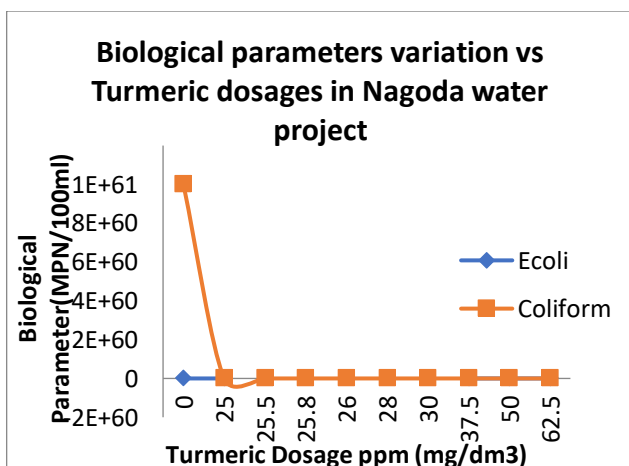 Biological parameters variation vs
Turmeric dosages in Nagoda water
project
Biological
Parameter(MPN/100ml)
1E+61
8E+60
6E+60
4E+60
2E+60
0
2E+60
Ecoli
Coliform
0
25
25.5
25.8
26
28
30
37.5
50
62.5
Turmeric Dosage ppm (mg/dm3)